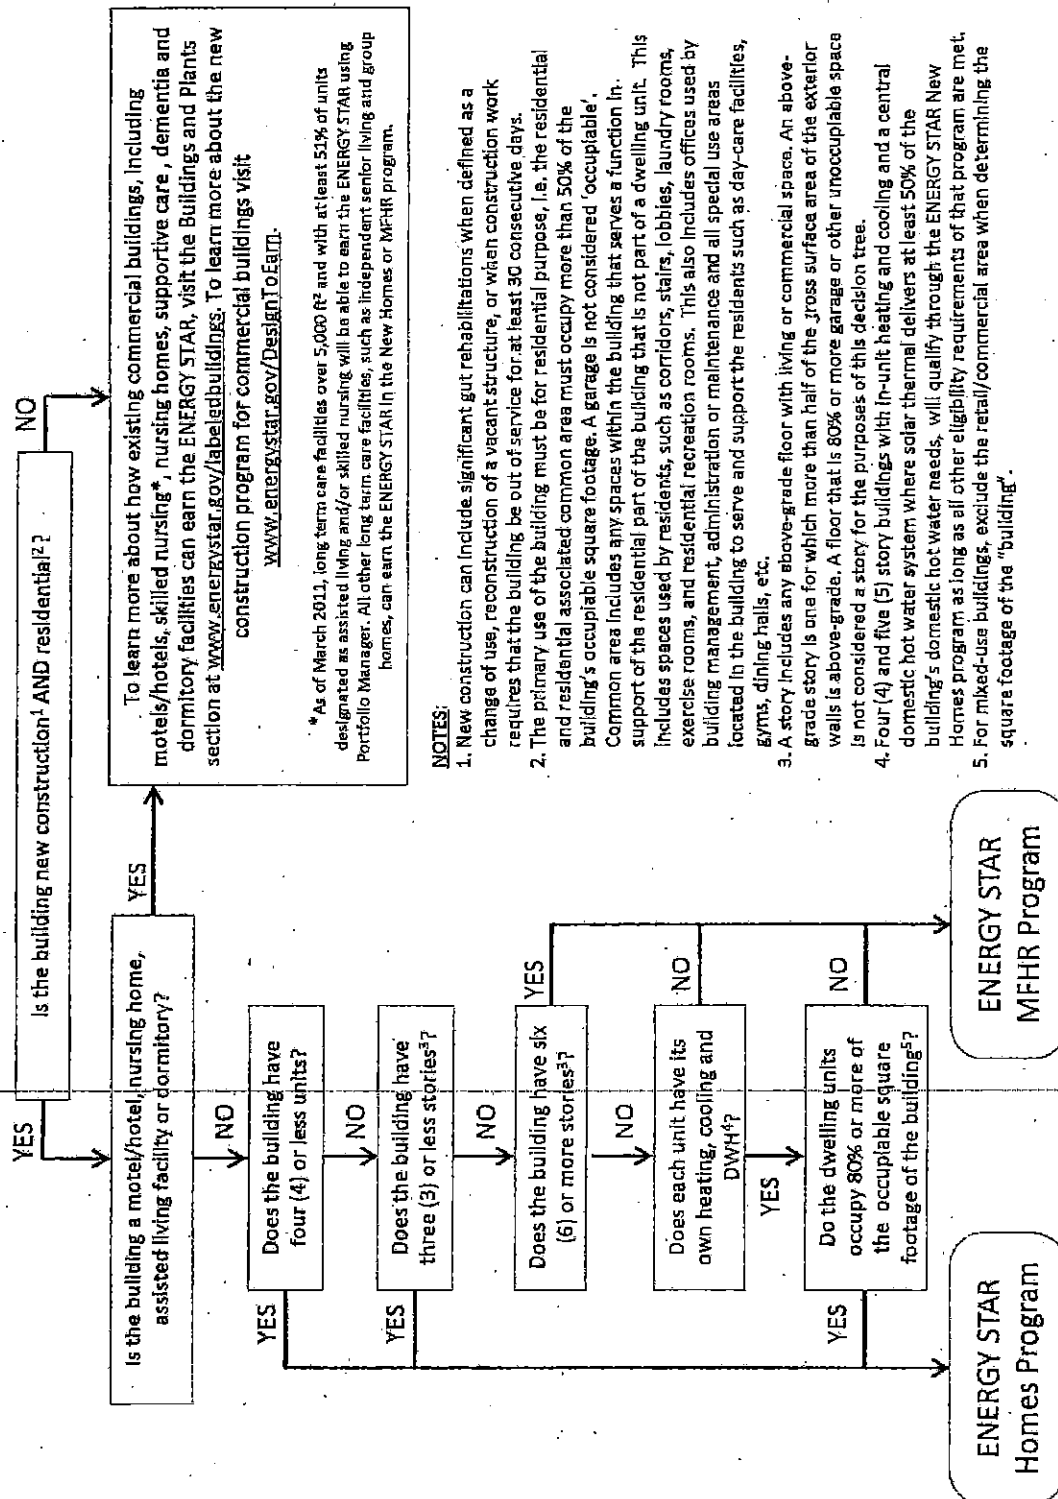 Is the building new construction¹ AND residential²?
YES
NO
Is the building a motel/hotel, nursing home,
assisted living facility or dormitory?
YES
NO
To learn more about how existing commercial buildings, including
motels/hotels, skilled nursing*, nursing homes, supportive care, dementia and
dormitory facilities can earn the ENERGY STAR, visit the Buildings and Plants
section at www.energystar.gov/labeledbuildings. To learn more about the new
construction program for commercial buildings visit
www.energystar.gov/DesignToEarn.
* As of March 2011, long term care facilities over 5,000 ft² and with at least 51% of units
designated as assisted living and/or skilled nursing will be able to earn the ENERGY STAR using
Portfolio Manager. All other long term care facilities, such as independent senior living and group
homes, can earn the ENERGY STAR in the New Homes or MFHR program.
Does the building have
four (4) or less units?
YES
NO
Does the building have
three (3) or less stories³?
YES
NO
Does the building have six
(6) or more stories³?
YES
NO
Does each unit have its
own heating, cooling and
DWH⁴?
NO
YES
Do the dwelling units
occupy 80% or more of
the occupiable square
footage of the building⁵?
YES
NO
ENERGY STAR
Homes Program
ENERGY STAR
MFHR Program
NOTES:
1. New construction can include significant gut rehabilitations when defined as a
change of use, reconstruction of a vacant structure, or when construction work
requires that the building be out of service for at least 30 consecutive days.
2. The primary use of the building must be for residential purpose, i.e. the residential
and residential associated common area must occupy more than 50% of the
building's occupiable square footage. A garage is not considered 'occupiable'.
Common area includes any spaces within the building that serves a function in
support of the residential part of the building that is not part of a dwelling unit. This
includes spaces used by residents, such as corridors, stairs, lobbies, laundry rooms,
exercise rooms, and residential recreation rooms. This also includes offices used by
building management, administration or maintenance and all special use areas
located in the building to serve and support the residents such as day-care facilities,
gyms, dining halls, etc.
3. A story includes any above-grade floor with living or commercial space. An above-
grade story is one for which more than half of the gross surface area of the exterior
walls is above-grade. A floor that is 80% or more garage or other unoccupiable space
is not considered a story for the purposes of this decision tree.
4. Four (4) and five (5) story buildings with in-unit heating and cooling and a central
domestic hot water system where solar thermal delivers at least 50% of the
building's domestic hot water needs, will qualify through the ENERGY STAR New
Homes program as long as all other eligibility requirements of that program are met.
5. For mixed-use buildings, exclude the retail/commercial area when determining the
square footage of the "building".